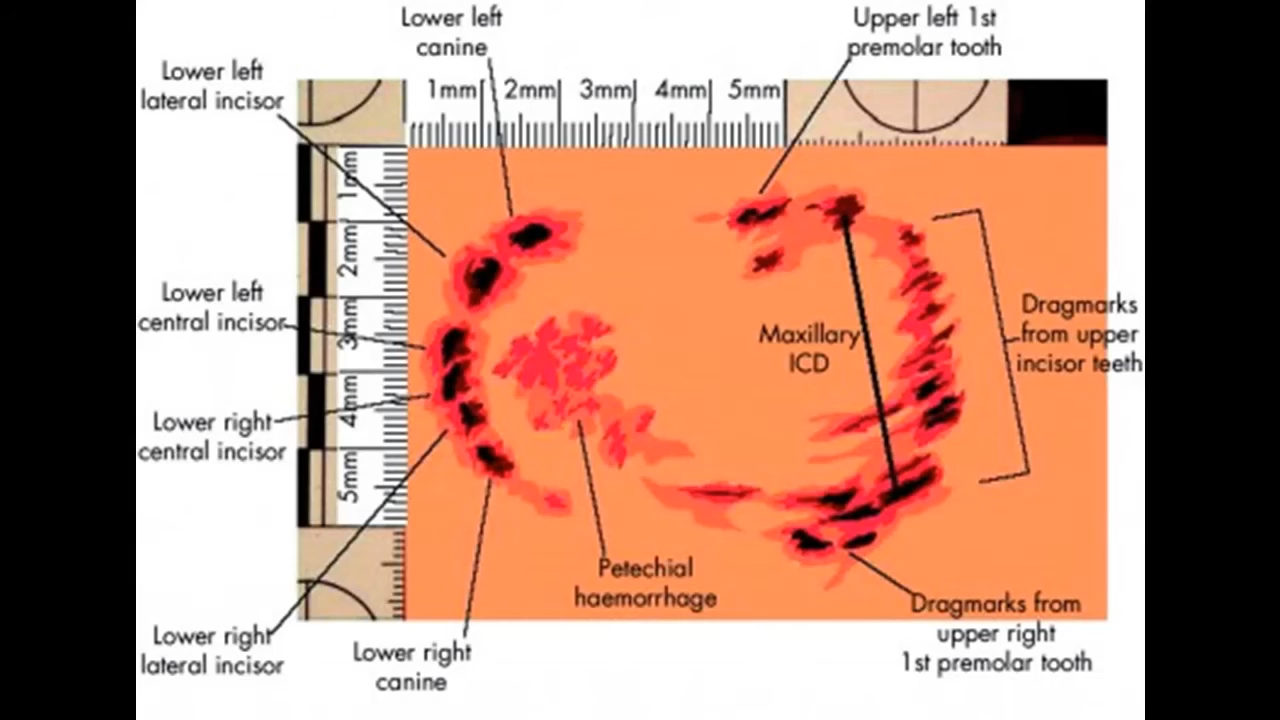 Lower left
canine
Upper left 1st
premolar tooth
Lower left
lateral incisor
1mm 2mm 3mm 4mm 5mm
1mm
2mm
3mm
4mm
5mm
Lower left
central incisor
Maxillary
ICD
Dragmarks
from upper
incisor teeth
Lower right
central incisor
Petechial
haemorrhage
Dragmarks from
upper right
1st premolar tooth
Lower right
lateral incisor
Lower right
canine